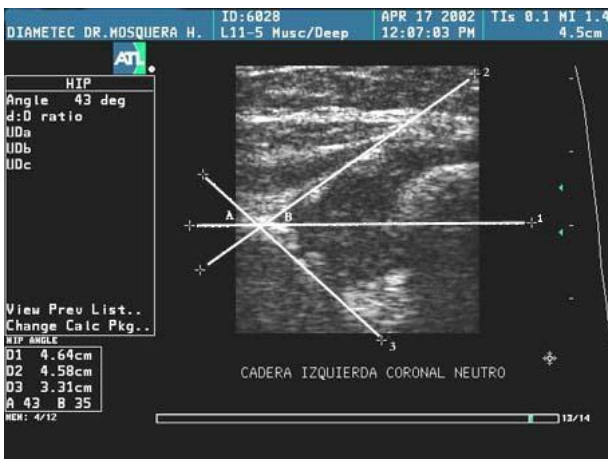 DIAMETEC DR.MOSQUERA H.
ID:6028
L11-5 Musc/Deep
APR 17 2002
12:07:03 PM
TIs 0.1 MI 1.4
4.5cm
ATL
HIP
Angle 43 deg
d:D ratio
UDa
UDb
UDc
2
A B
1
3
View Prev List..
Change Calc Pkg..
HIP ANGLE
D1 4.64cm
D2 4.58cm
D3 3.31cm
A 43 B 35
MEM: 4/12
CADERA IZQUIERDA CORONAL NEUTRO
13/14